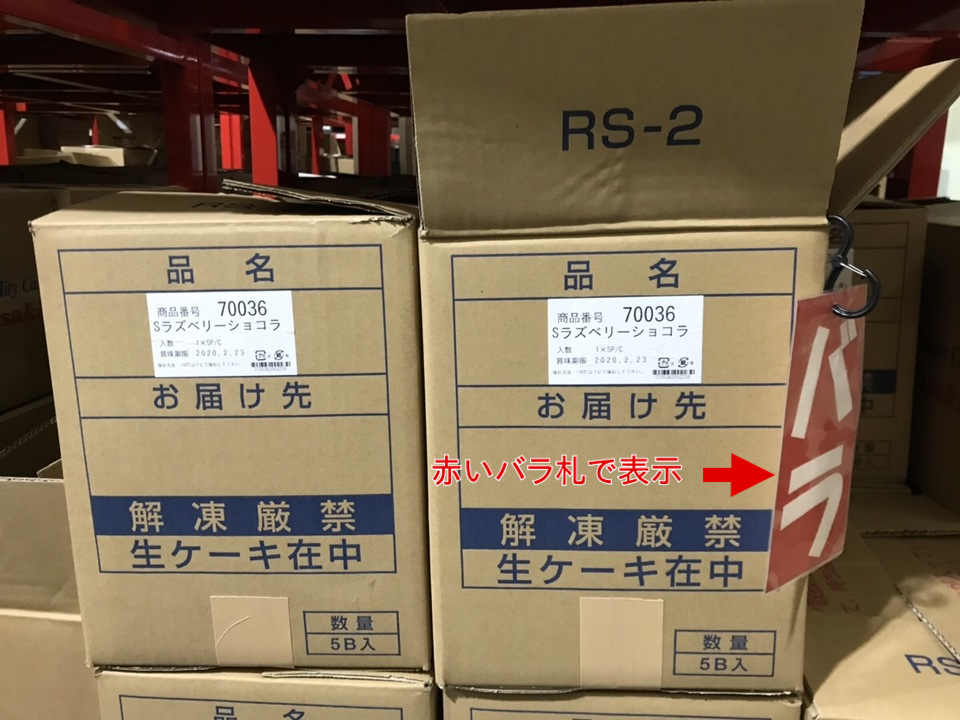 RS-2
品名
商品番号 70036
Sラズベリーショコラ
入数 1×5P/C
賞味期限 2020.2.23
お届け先
解凍厳禁
生ケーキ在中
数量
5B入
品名
商品番号 70036
Sラズベリーショコラ
入数 1×5P/C
賞味期限 2020.2.23
お届け先
解凍厳禁
生ケーキ在中
数量
5B入
赤いバラ札で表示
バラ
品名
RS